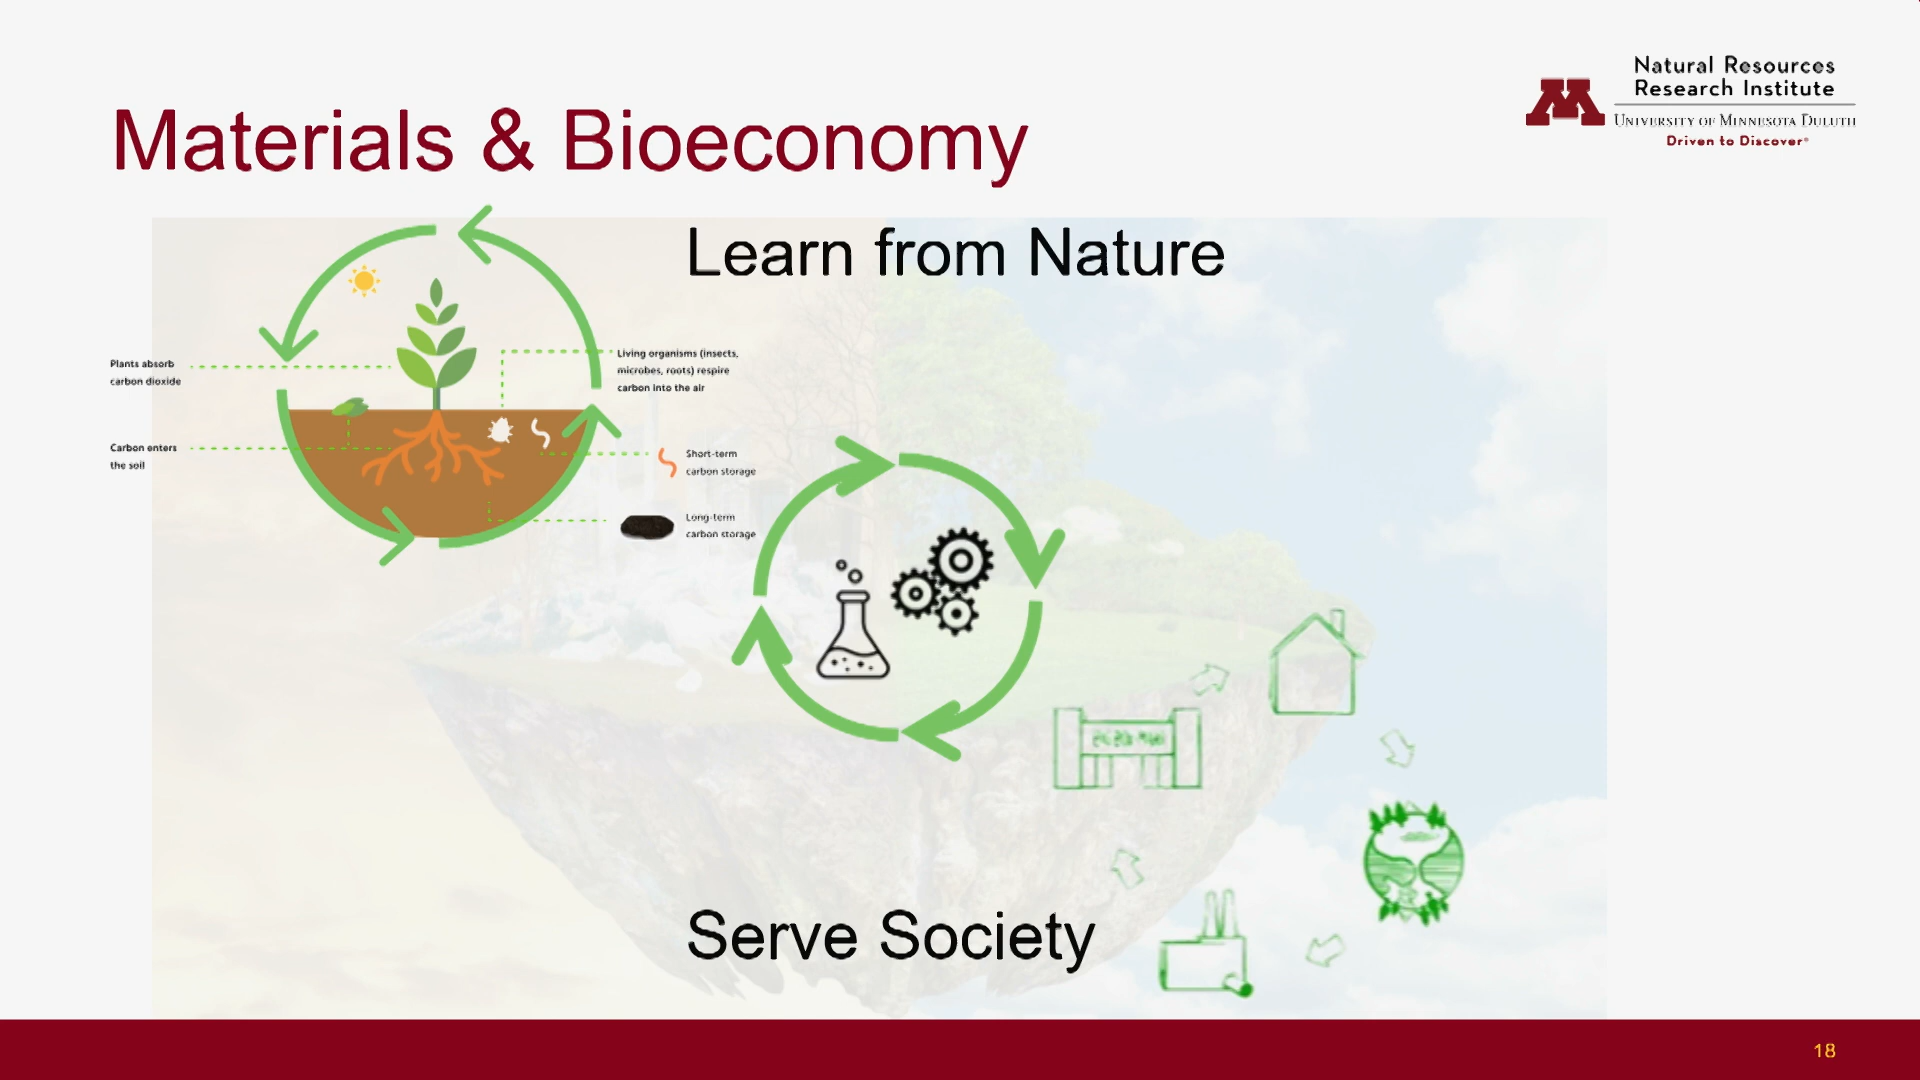 Natural Resources
Research Institute
University of Minnesota Duluth
Driven to Discover®
Materials & Bioeconomy
Learn from Nature
Plants absorb
carbon dioxide
Living organisms (insects,
microbes, roots) respire
carbon into the air
Carbon enters
the soil
Short-term
carbon storage
Long-term
carbon storage
Serve Society
18